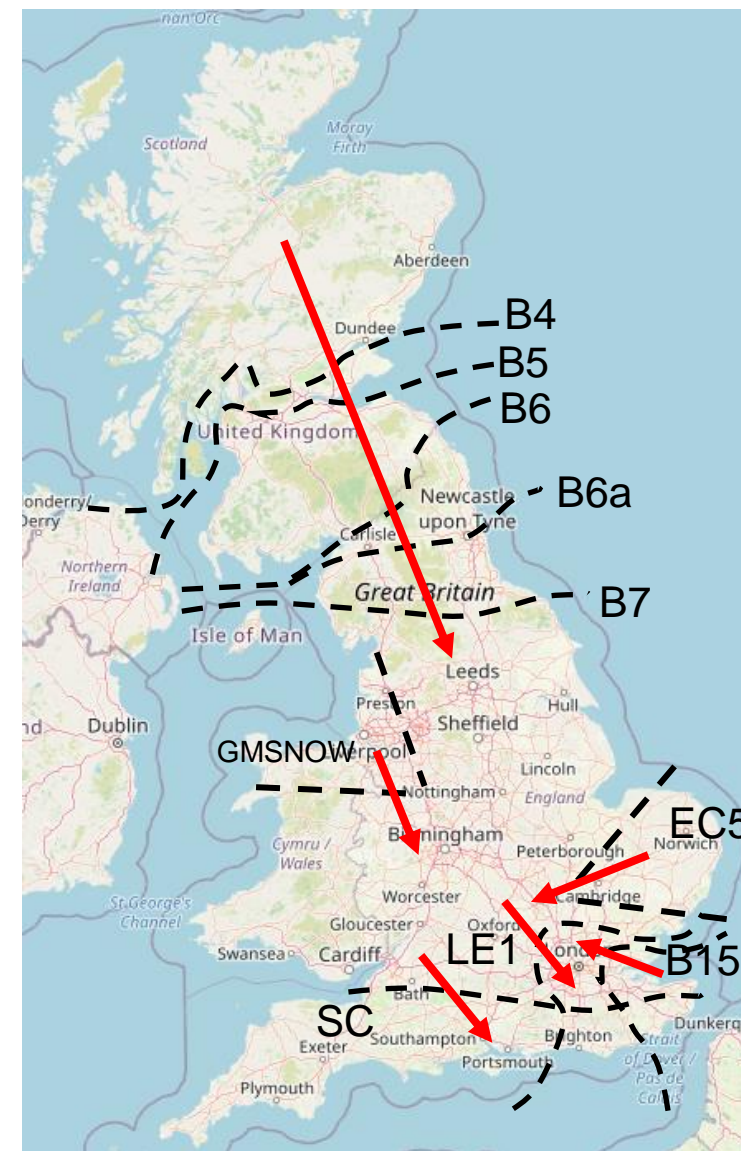 nan Orc
Scotland
Moray
Firth
Aberdeen
Dundee
B4
B5
United Kingdom
B6
onderry/
Derry
Newcastle
upon Tyne
B6a
Carlisle
Northern
Ireland
Great Britain
B7
Isle of Man
Leeds
Preston
Hull
nd
Dublin
Sheffield
GMSNOW
Liverpool
Lincoln
Nottingham
England
EC5
Birmingham
Norwich
Cymru /
Wales
Peterborough
St George's
Channel
Worcester
Cambridge
Gloucester
Oxford
LE1
London
Swansea
Cardiff
B15
Bath
SC
Dunkerq
Southampton
Brighton
Strait
Exeter
of Dover /
Portsmouth
Pas de
Calais
Plymouth